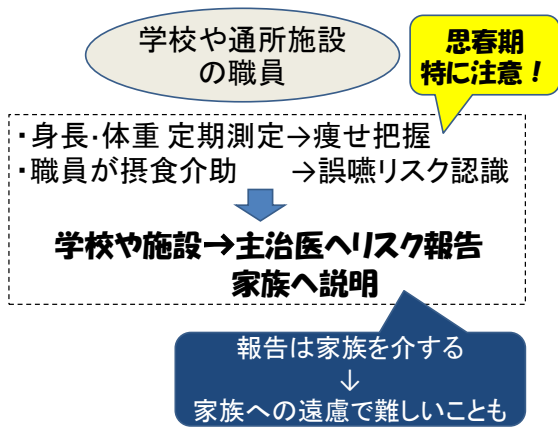 学校や通所施設
の職員
思春期
特に注意！
・身長・体重 定期測定→痩せ把握
・職員が摂食介助　　→誤嚥リスク認識
学校や施設→主治医へリスク報告
家族へ説明
報告は家族を介する
↓
家族への遠慮で難しいことも